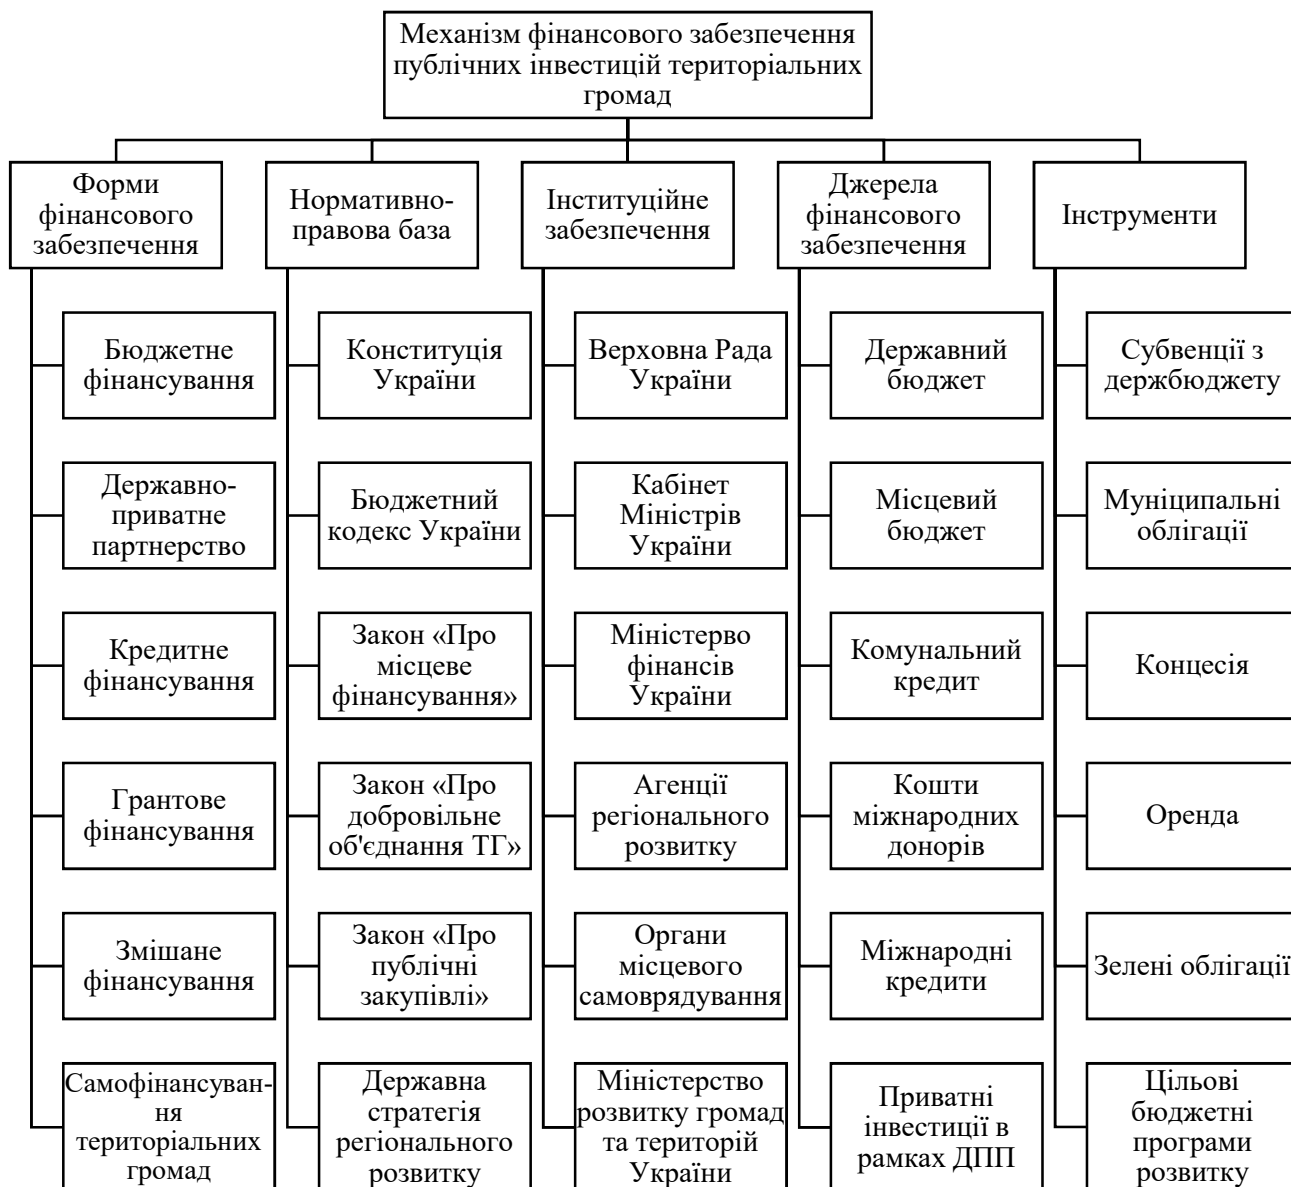 Механізм фінансового забезпечення
публічних інвестицій територіальних
громад
Форми
фінансового
забезпечення
Нормативно-
правова база
Інституційне
забезпечення
Джерела
фінансового
забезпечення
Інструменти
Бюджетне
фінансування
Конституція
України
Верховна Рада
України
Державний
бюджет
Субвенції з
держбюджету
Державно-
приватне
партнерство
Бюджетний
кодекс України
Кабінет
Міністрів
України
Місцевий
бюджет
Муніципальні
облігації
Кредитне
фінансування
Закон «Про
місцеве
фінансування»
Міністерво
фінансів
України
Комунальний
кредит
Концесія
Грантове
фінансування
Закон «Про
добровільне
об'єднання ТГ»
Агенції
регіонального
розвитку
Кошти
міжнародних
донорів
Оренда
Змішане
фінансування
Закон «Про
публічні
закупівлі»
Органи
місцевого
самоврядування
Міжнародні
кредити
Зелені облігації
Самофінансуван-
ня
територіальних
громад
Державна
стратегія
регіонального
розвитку
Міністерство
розвитку громад
та територій
України
Приватні
інвестиції в
рамках ДПП
Цільові
бюджетні
програми
розвитку